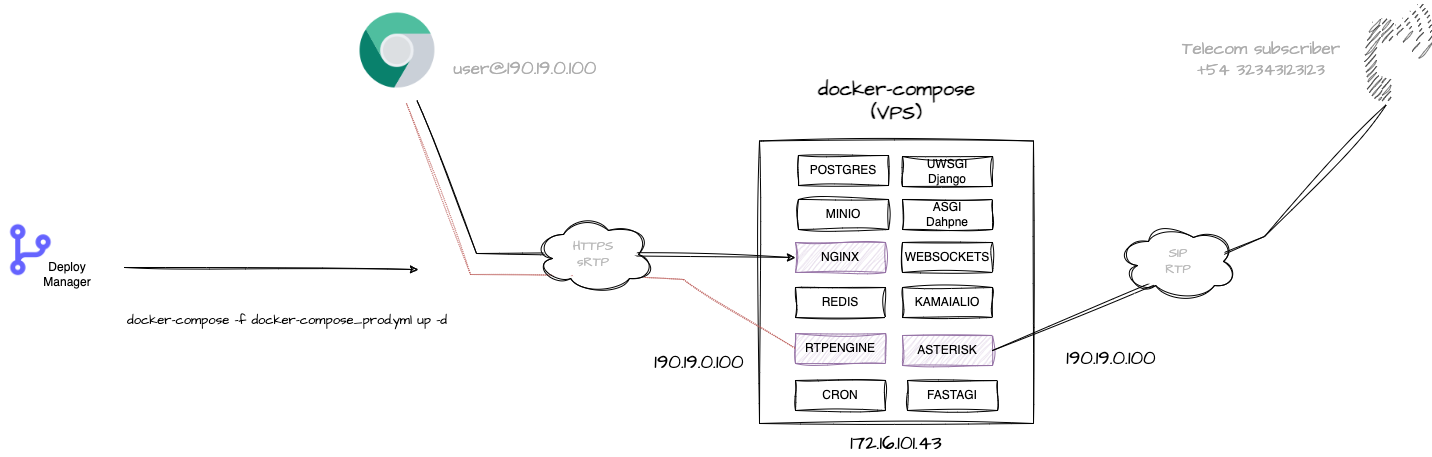 user@190.19.0.100
Telecom subscriber
+54 32343123123
docker-compose
(VPS)
POSTGRES
UWSGI
Django
MINIO
ASGI
Dahpne
HTTPS
sRTP
NGINX
WEBSOCKETS
SIP
RTP
Deploy
Manager
REDIS
KAMAIALIO
docker-compose -f docker-compose_prod.yml up -d
RTPENGINE
ASTERISK
190.19.0.100
190.19.0.100
CRON
FASTAGI
172.16.101.43